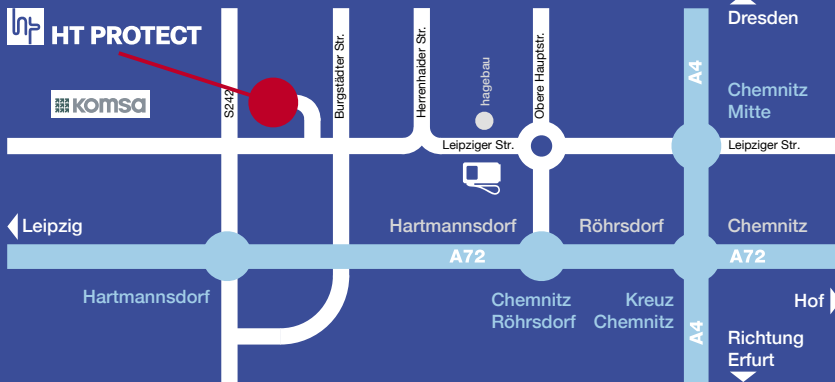 HT PROTECT
Dresden
A4
S242
Burgstädter Str.
Herrenhaider Str.
hagebau
Obere Hauptstr.
Chemnitz
Mitte
KOMSA
Leipziger Str.
Leipziger Str.
Leipzig
Hartmannsdorf
Röhrsdorf
Chemnitz
A72
A72
Hartmannsdorf
Chemnitz
Röhrsdorf
Kreuz
Chemnitz
Hof
A4
Richtung
Erfurt